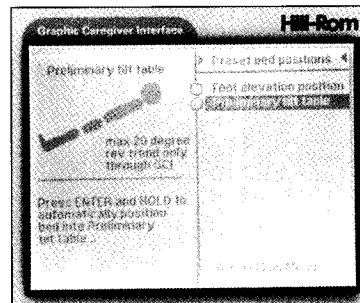 Hill-Rom
Graphic Caregiver Interface
Preliminary tilt table
max 20 degree
rev trend only
through GCI
Press ENTER and HOLD to
automatically position
bed into Preliminary
tilt table
Preset bed positions
Foot elevation position
Preliminary tilt table